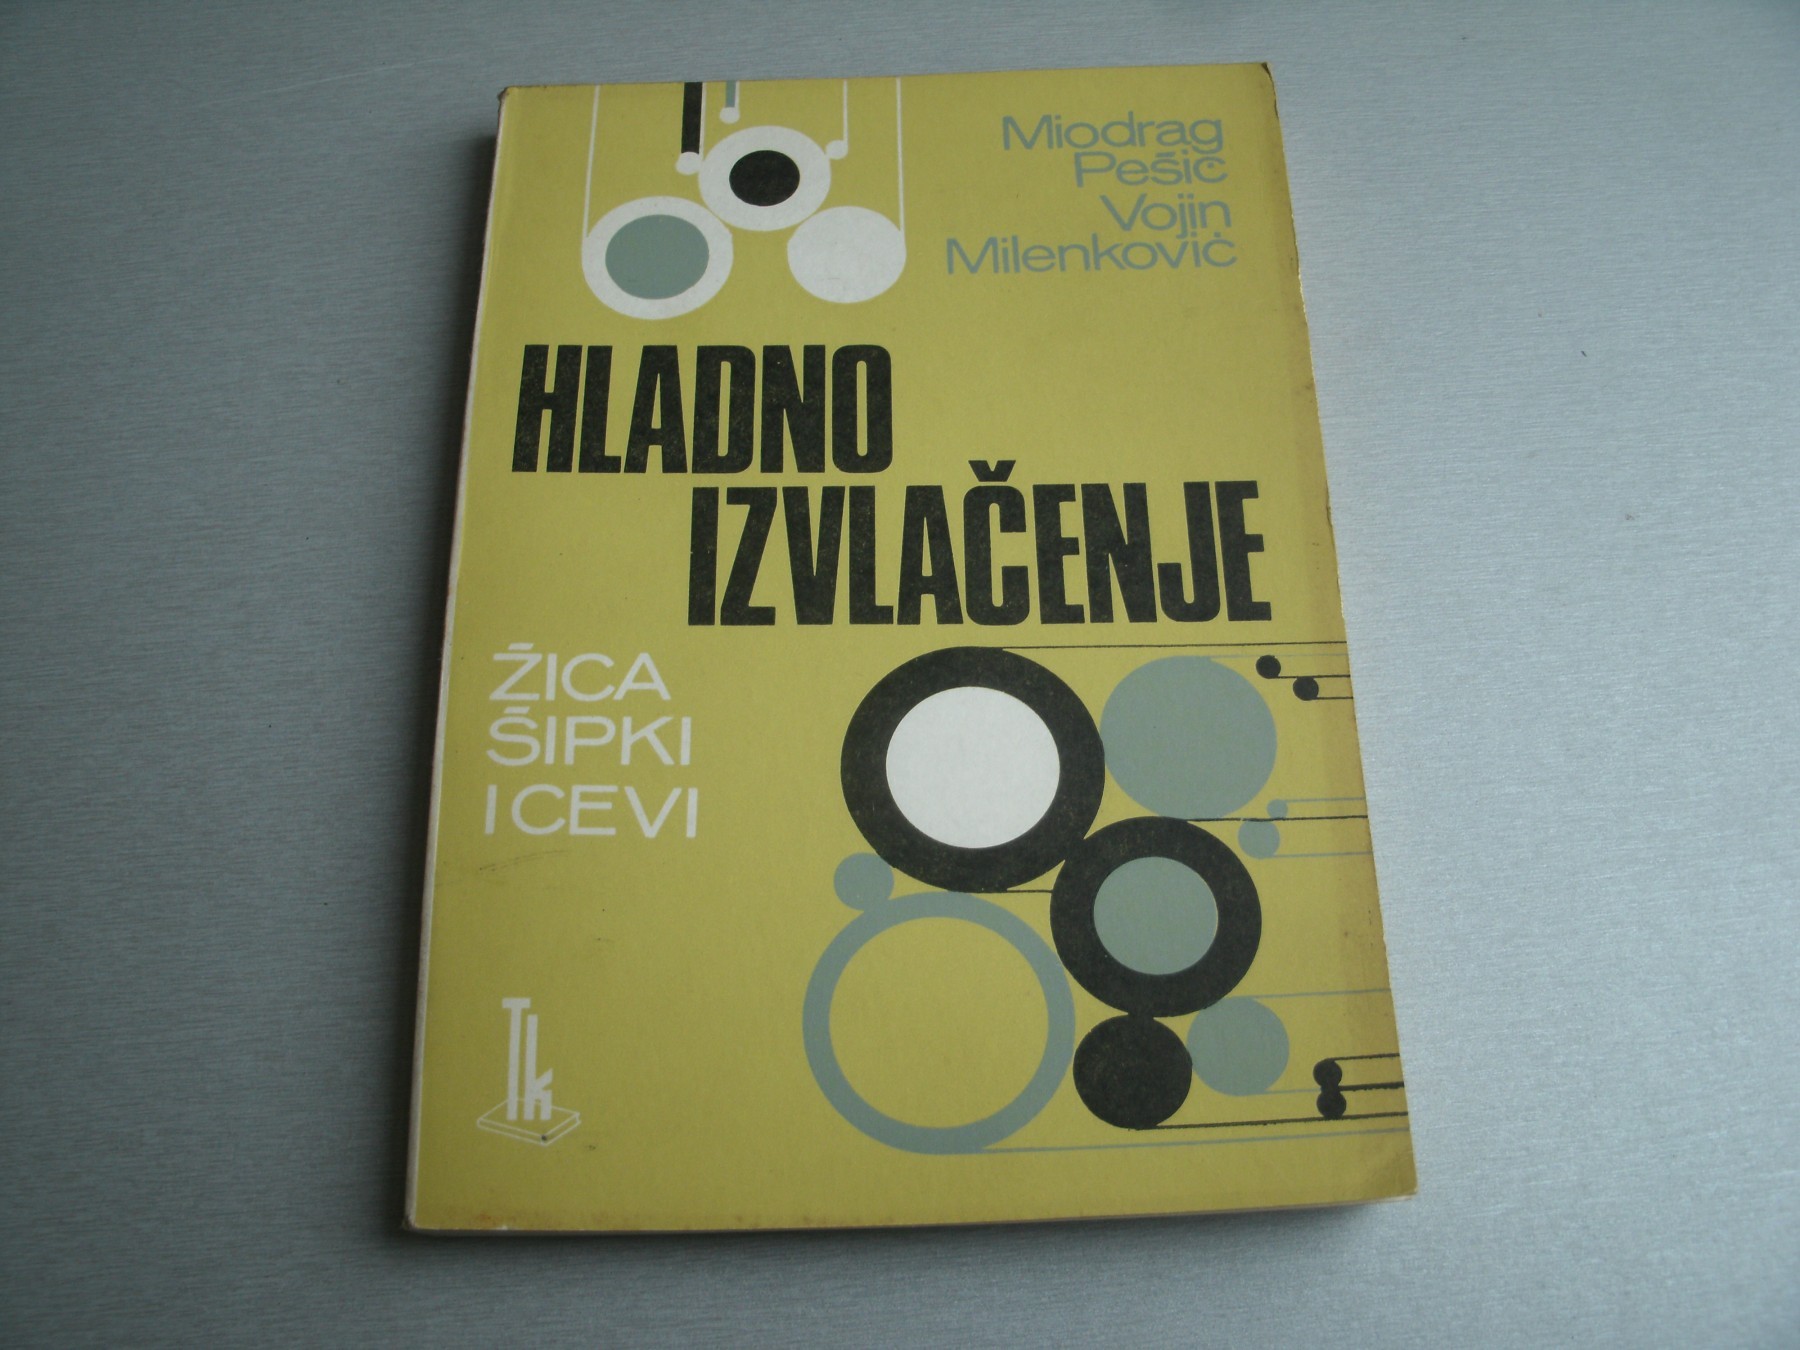 Miodrag
Pešić
Vojin
Milenković
HLADNO
IZVLAČENJE
ŽICA
ŠIPKI
I CEVI
Tk